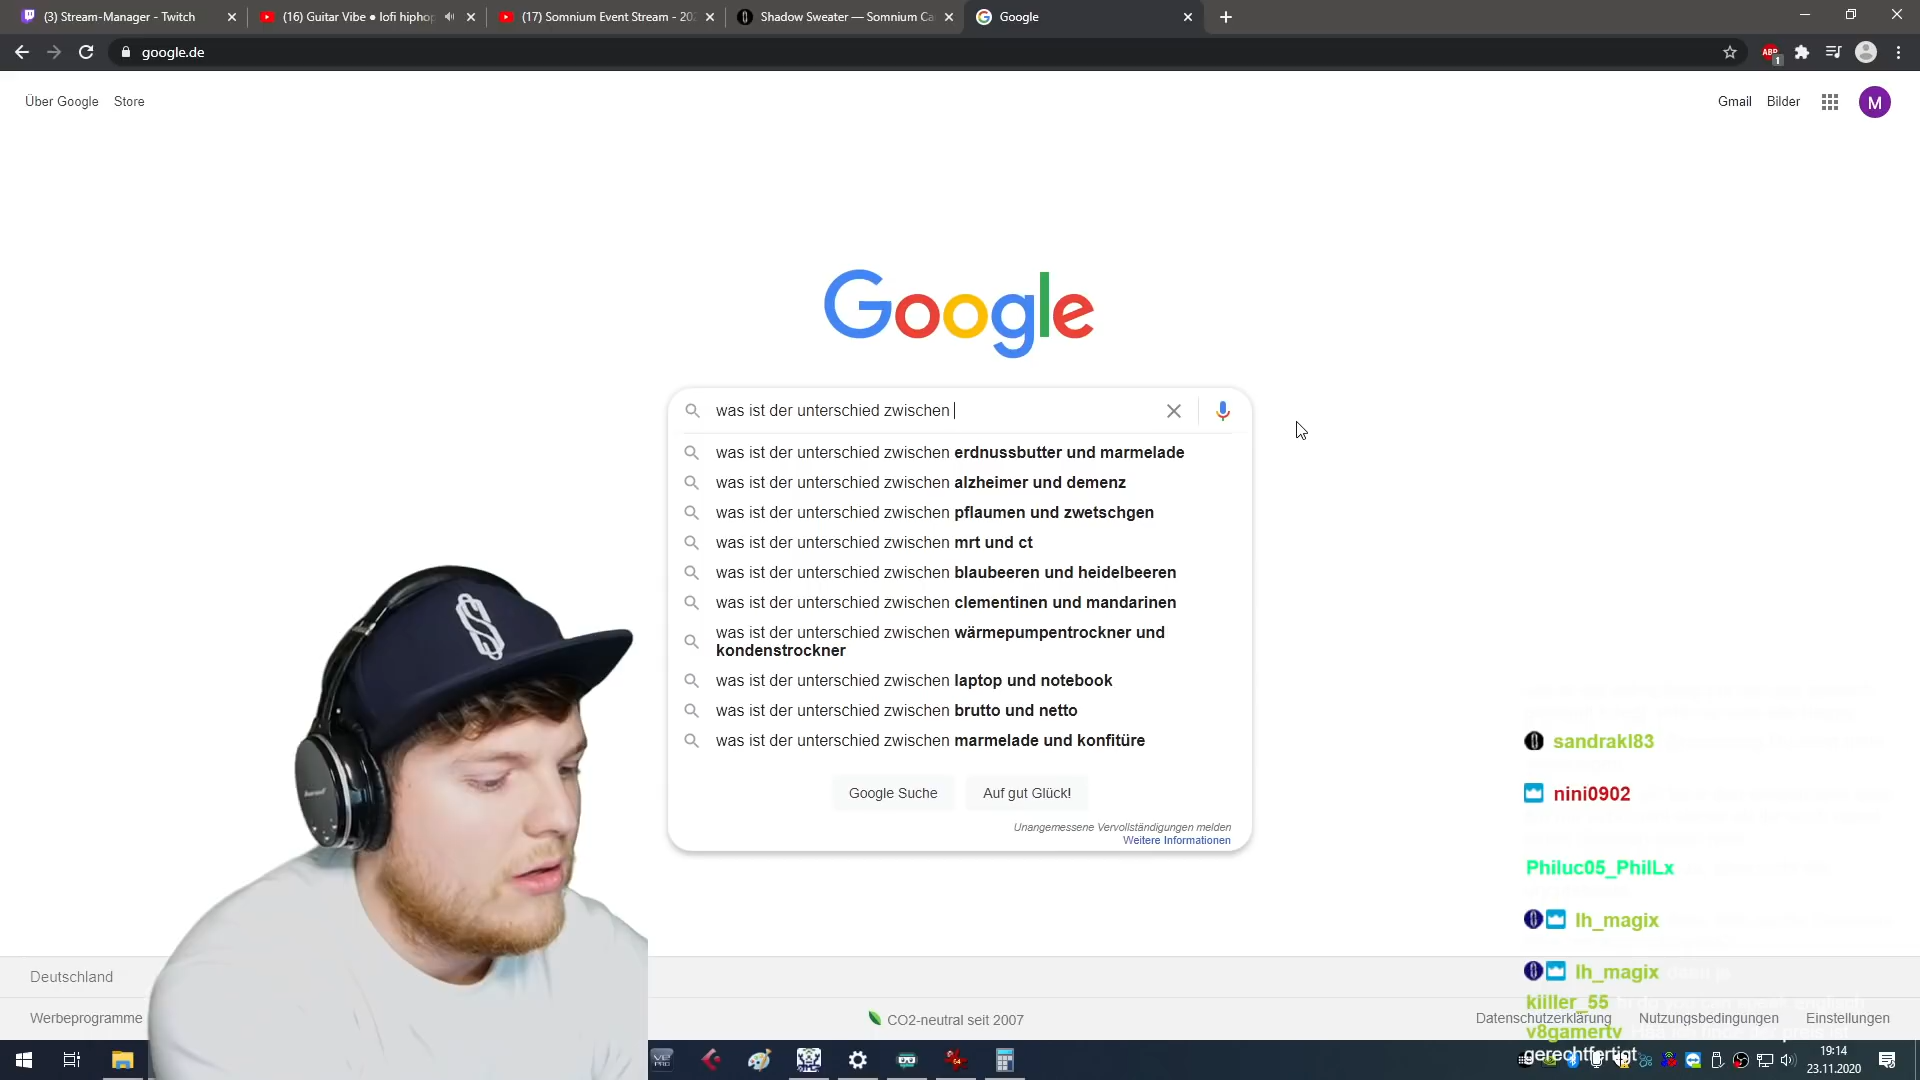 (3) Stream-Manager - Twitch
(16) Guitar Vibe ● lofi hiphop
(17) Somnium Event Stream - 202
Shadow Sweater — Somnium Ca
Google
google.de
ABP
1
Über Google Store
Gmail Bilder
M
Google
was ist der unterschied zwischen
was ist der unterschied zwischen erdnussbutter und marmelade
was ist der unterschied zwischen alzheimer und demenz
was ist der unterschied zwischen pflaumen und zwetschgen
was ist der unterschied zwischen mrt und ct
was ist der unterschied zwischen blaubeeren und heidelbeeren
was ist der unterschied zwischen clementinen und mandarinen
was ist der unterschied zwischen wärmepumpentrockner und
kondenstrockner
was ist der unterschied zwischen laptop und notebook
was ist der unterschied zwischen brutto und netto
was ist der unterschied zwischen marmelade und konfitüre
Google Suche Auf gut Glück!
Unangemessene Vervollständigungen melden
Weitere Informationen
sandrakl83
nini0902
Philuc05_PhilLx
lh_magix
lh_magix
kiiller_55
v8gamertv
gerechtfertigt
Deutschland
Werbeprogramme
CO2-neutral seit 2007
Datenschutzerklärung Nutzungsbedingungen Einstellungen
19:14
23.11.2020